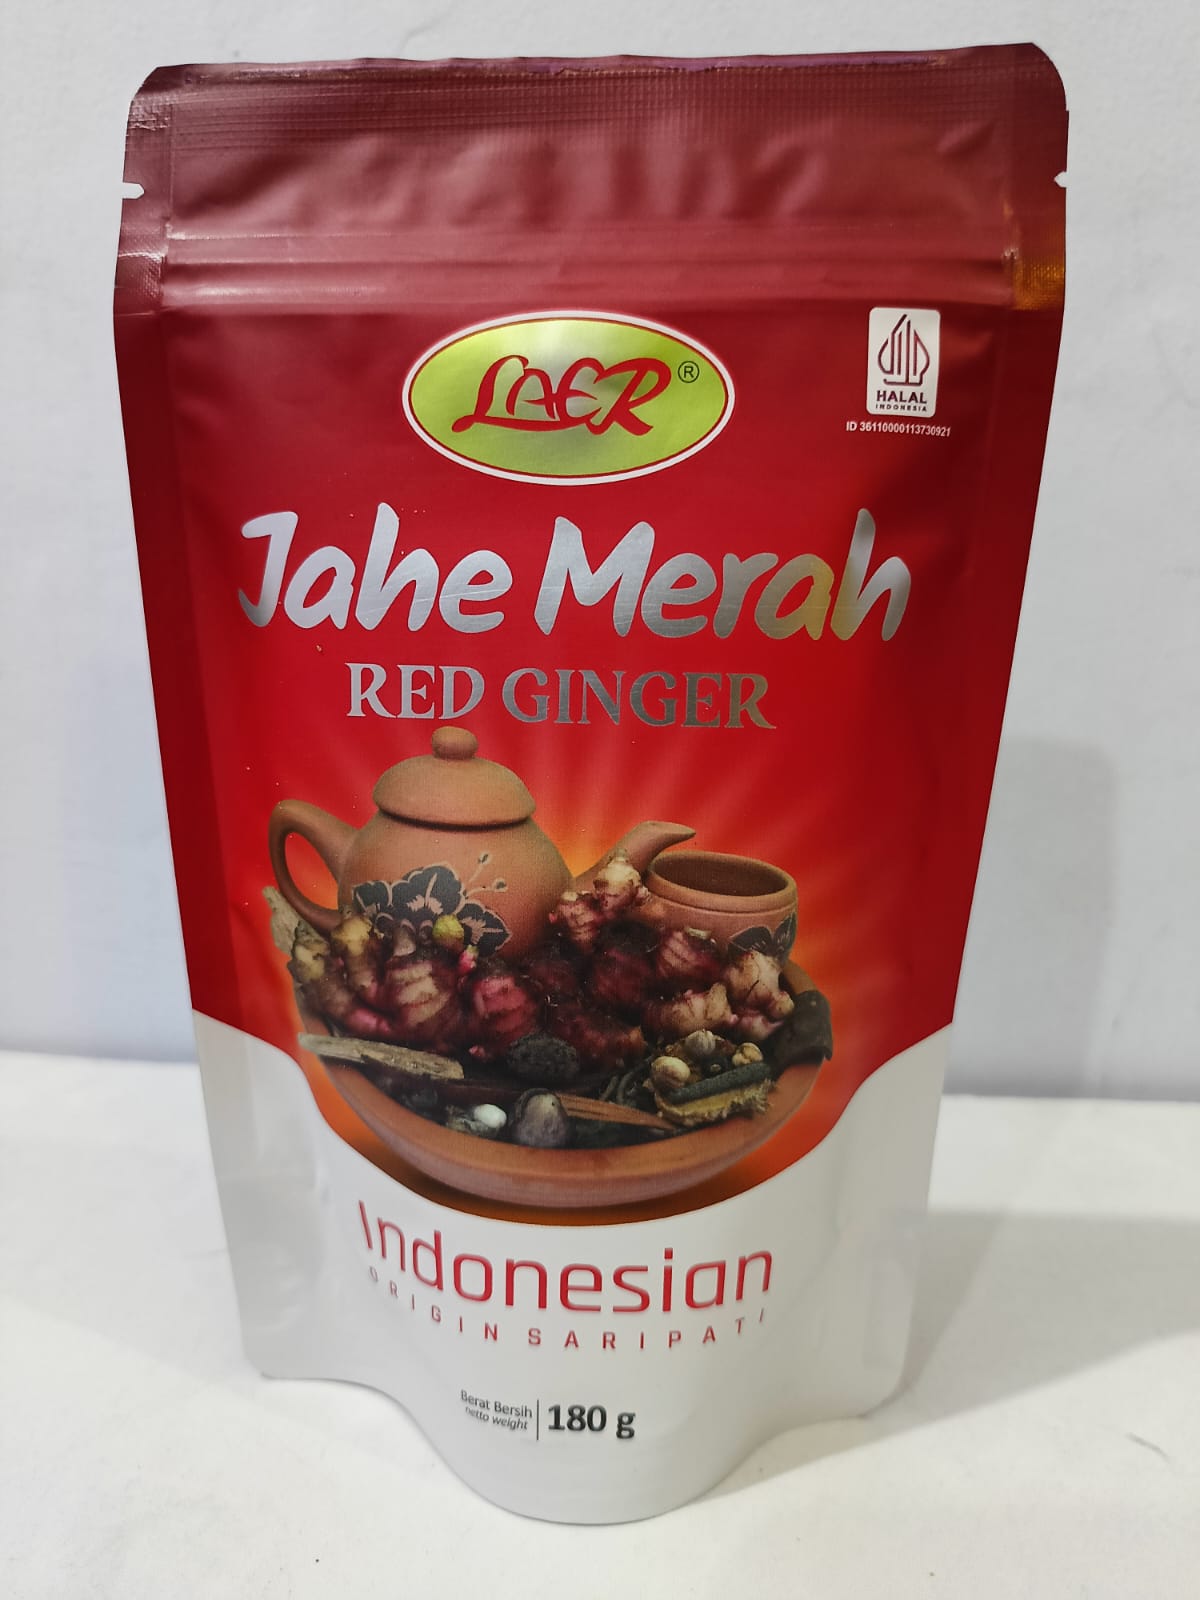 LAER ®
HALAL
INDONESIA
ID 36110000113730921
Jahe Merah
RED GINGER
Indonesian
ORIGIN SARIPATI
Berat Bersih
netto weight
180 g